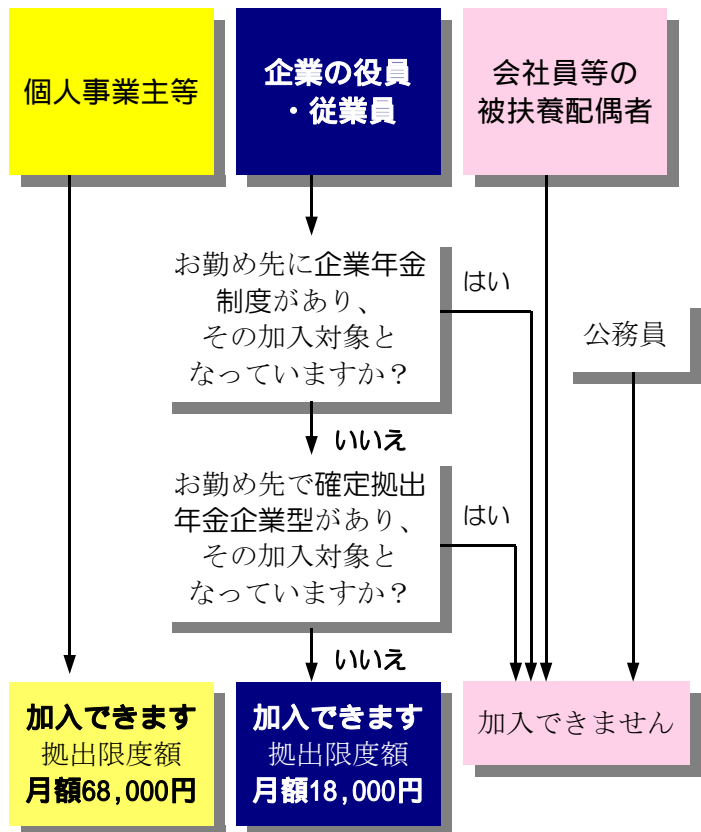 個人事業主等
企業の役員
・従業員
会社員等の
被扶養配偶者
お勤め先に企業年金
制度があり、
その加入対象と
なっていますか？
はい
公務員
いいえ
お勤め先で確定拠出
年金企業型があり、
その加入対象と
なっていますか？
はい
いいえ
加入できます
拠出限度額
月額68,000円
加入できます
拠出限度額
月額18,000円
加入できません